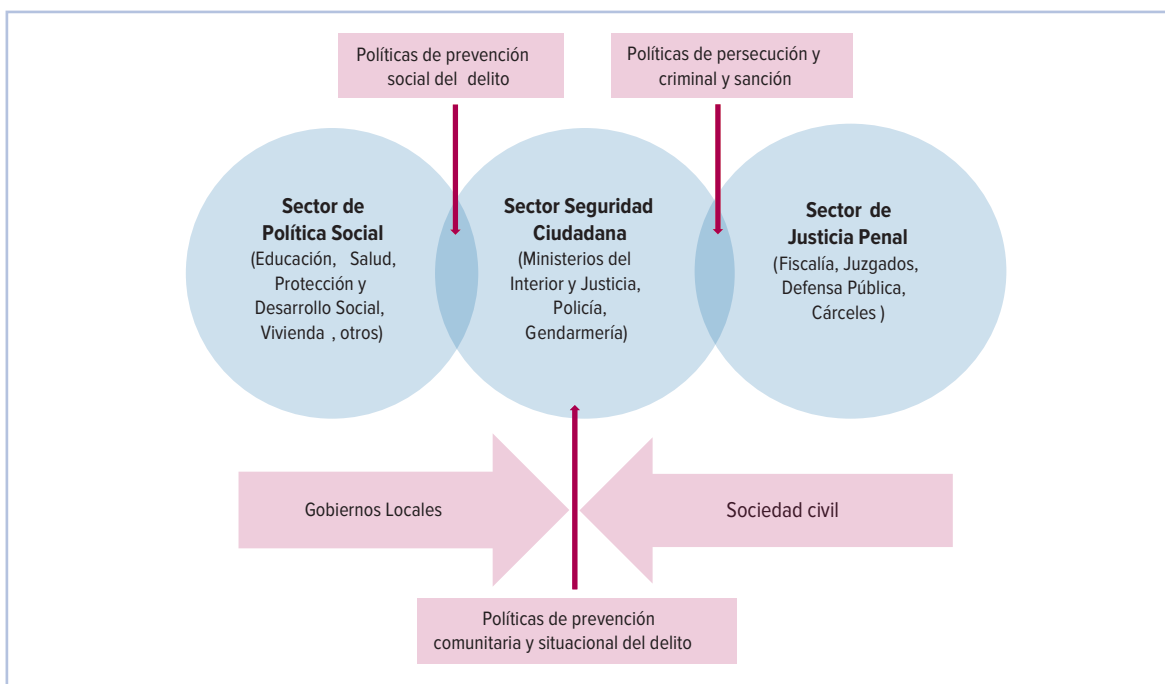 Políticas de prevención
social del delito
Políticas de persecución y
criminal y sanción
Sector de
Política Social
(Educación, Salud,
Protección y
Desarrollo Social,
Vivienda , otros)
Sector Seguridad
Ciudadana
(Ministerios del
Interior y Justicia,
Policía,
Gendarmería)
Sector de
Justicia Penal
(Fiscalía, Juzgados,
Defensa Pública,
Cárceles )
Gobiernos Locales
Sociedad civil
Políticas de prevención
comunitaria y situacional del delito